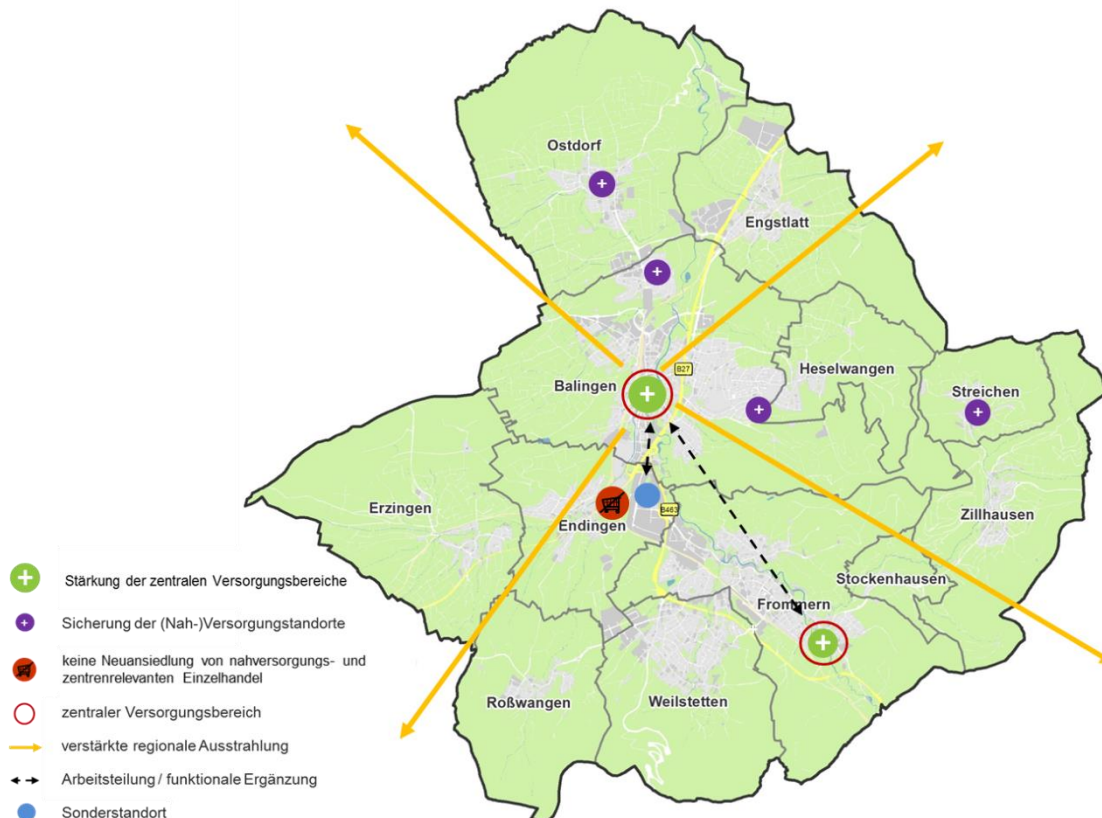 Ostdorf
Engstlatt
B27
Balingen
Heselwangen
Streichen
Erzingen
B463
Endingen
Zillhausen
Stockenhausen
Frommern
Roßwangen
Weilstetten
Stärkung der zentralen Versorgungsbereiche
Sicherung der (Nah-)Versorgungstandorte
keine Neuansiedlung von nahversorgungs- und
zentrenrelevanten Einzelhandel
zentraler Versorgungsbereich
verstärkte regionale Ausstrahlung
Arbeitsteilung / funktionale Ergänzung
Sonderstandort